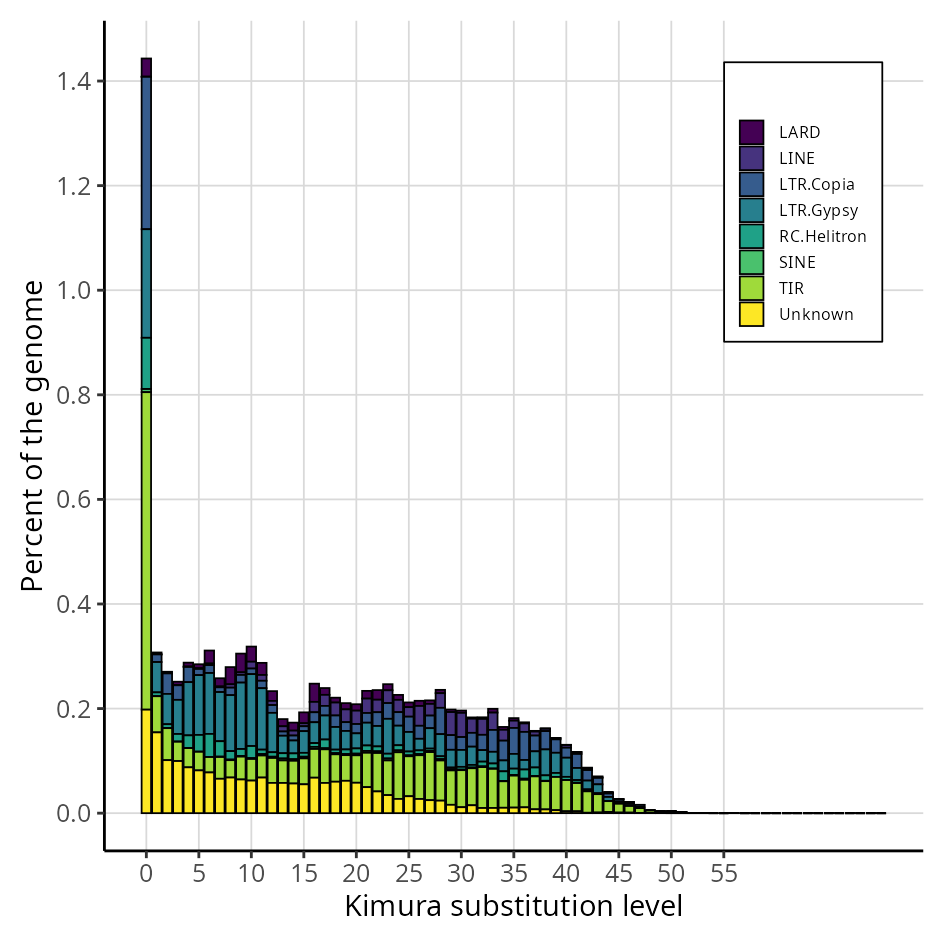 1.4
1.2
1.0
0.8
0.6
0.4
0.2
0.0
Percent of the genome
LARD
LINE
LTR.Copia
LTR.Gypsy
RC.Helitron
SINE
TIR
Unknown
0 5 10 15 20 25 30 35 40 45 50 55
Kimura substitution level